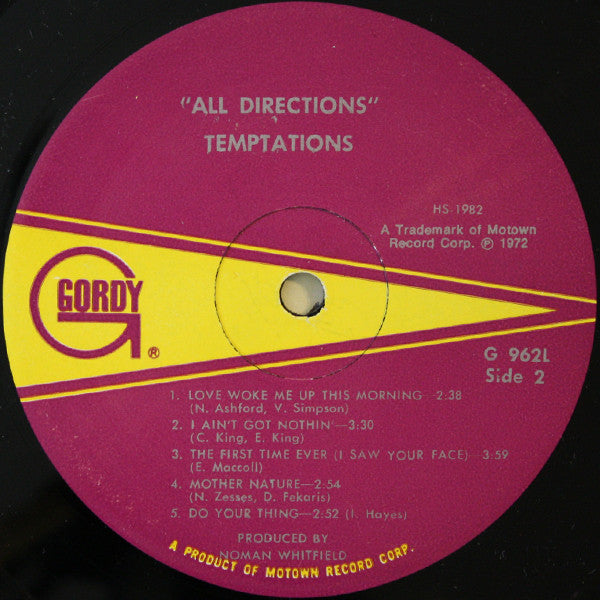 "ALL DIRECTIONS"
TEMPTATIONS
HS-1982
A Trademark of Motown
Record Corp. ℗ 1972
GORDY
®
G 962L
Side 2
1. LOVE WOKE ME UP THIS MORNING—2:38
(N. Ashford, V. Simpson)
2. I AIN'T GOT NOTHIN'—3:30
(C. King, E. King)
3. THE FIRST TIME EVER (I SAW YOUR FACE)—3:59
(E. Maccoll)
4. MOTHER NATURE—2:54
(N. Zesses, D. Fekaris)
5. DO YOUR THING—2:52 (I. Hayes)
PRODUCED BY
NOMAN WHITFIELD
A PRODUCT OF MOTOWN RECORD CORP.